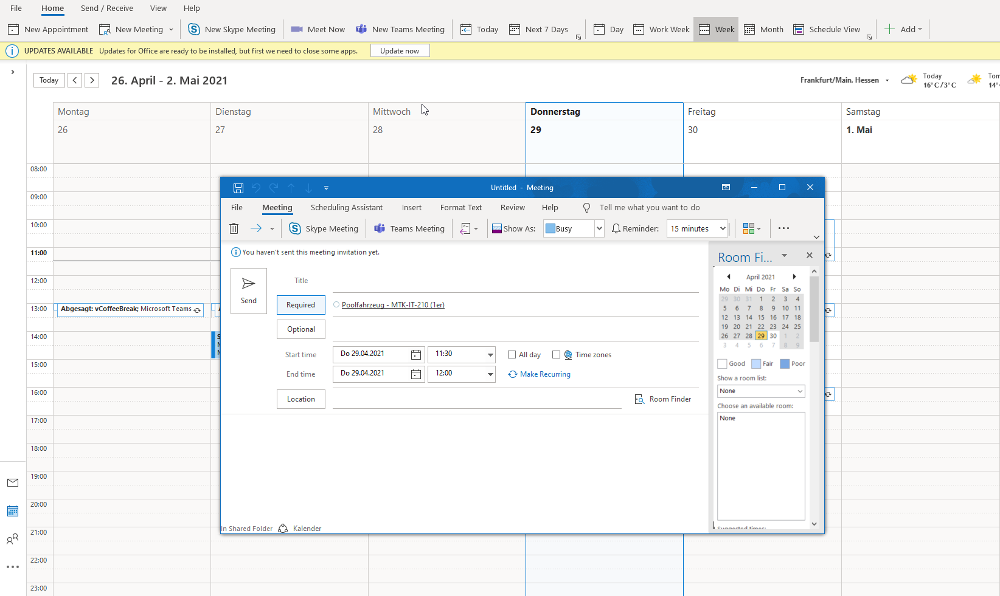 File Home Send / Receive View Help
New Appointment New Meeting New Skype Meeting Meet Now New Teams Meeting Today Next 7 Days Day Work Week Week Month Schedule View Add
UPDATES AVAILABLE Updates for Office are ready to be installed, but first we need to close some apps. Update now
Today 26. April - 2. Mai 2021 Frankfurt/Main, Hessen Today
16°C/3°C 14°
Montag Dienstag Mittwoch Donnerstag Freitag Samstag
26 27 28 29 30 1. Mai
08:00
09:00
10:00
11:00
12:00
13:00 Abgesagt: vCoffeeBreak; Microsoft Teams
14:00
15:00
16:00
17:00
18:00
19:00
20:00
21:00
22:00
23:00
Untitled - Meeting
File Meeting Scheduling Assistant Insert Format Text Review Help Tell me what you want to do
Skype Meeting Teams Meeting Show As: Busy Reminder: 15 minutes
You haven't sent this meeting invitation yet.
Send
Title
Required Poolfahrzeug - MTK-IT-210 (1er)
Optional
Start time Do 29.04.2021 11:30 All day Time zones
End time Do 29.04.2021 12:00 Make Recurring
Location Room Finder
In Shared Folder Kalender
Room Fi...
April 2021
Mo Di Mi Do Fr Sa So
29 30 31 1 2 3 4
5 6 7 8 9 10 11
12 13 14 15 16 17 18
19 20 21 22 23 24 25
26 27 28 29 30 1 2
3 4 5 6 7 8 9
Good Fair Poor
Show a room list:
None
Choose an available room:
None
Suggested times: